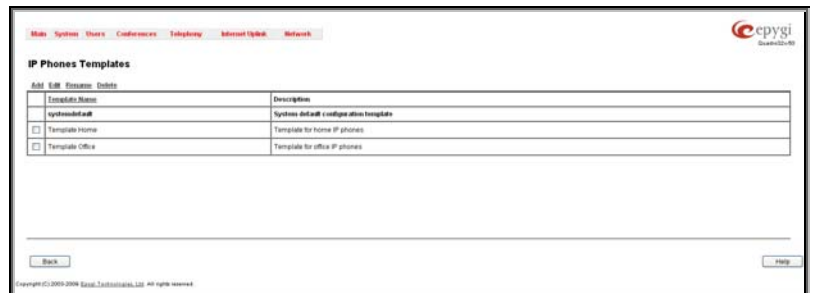 Main System Users Conferences Telephony Internet Uplink Network
epygi
IP Phones Templates
Add Edit Rename Delete
Template Name Description
systemdefault System default configuration template
Template Home Template for home IP phones
Template Office Template for office IP phones
Back Help
Copyright (C) 2003-2006 Epygi Technologies, Ltd. All rights reserved.